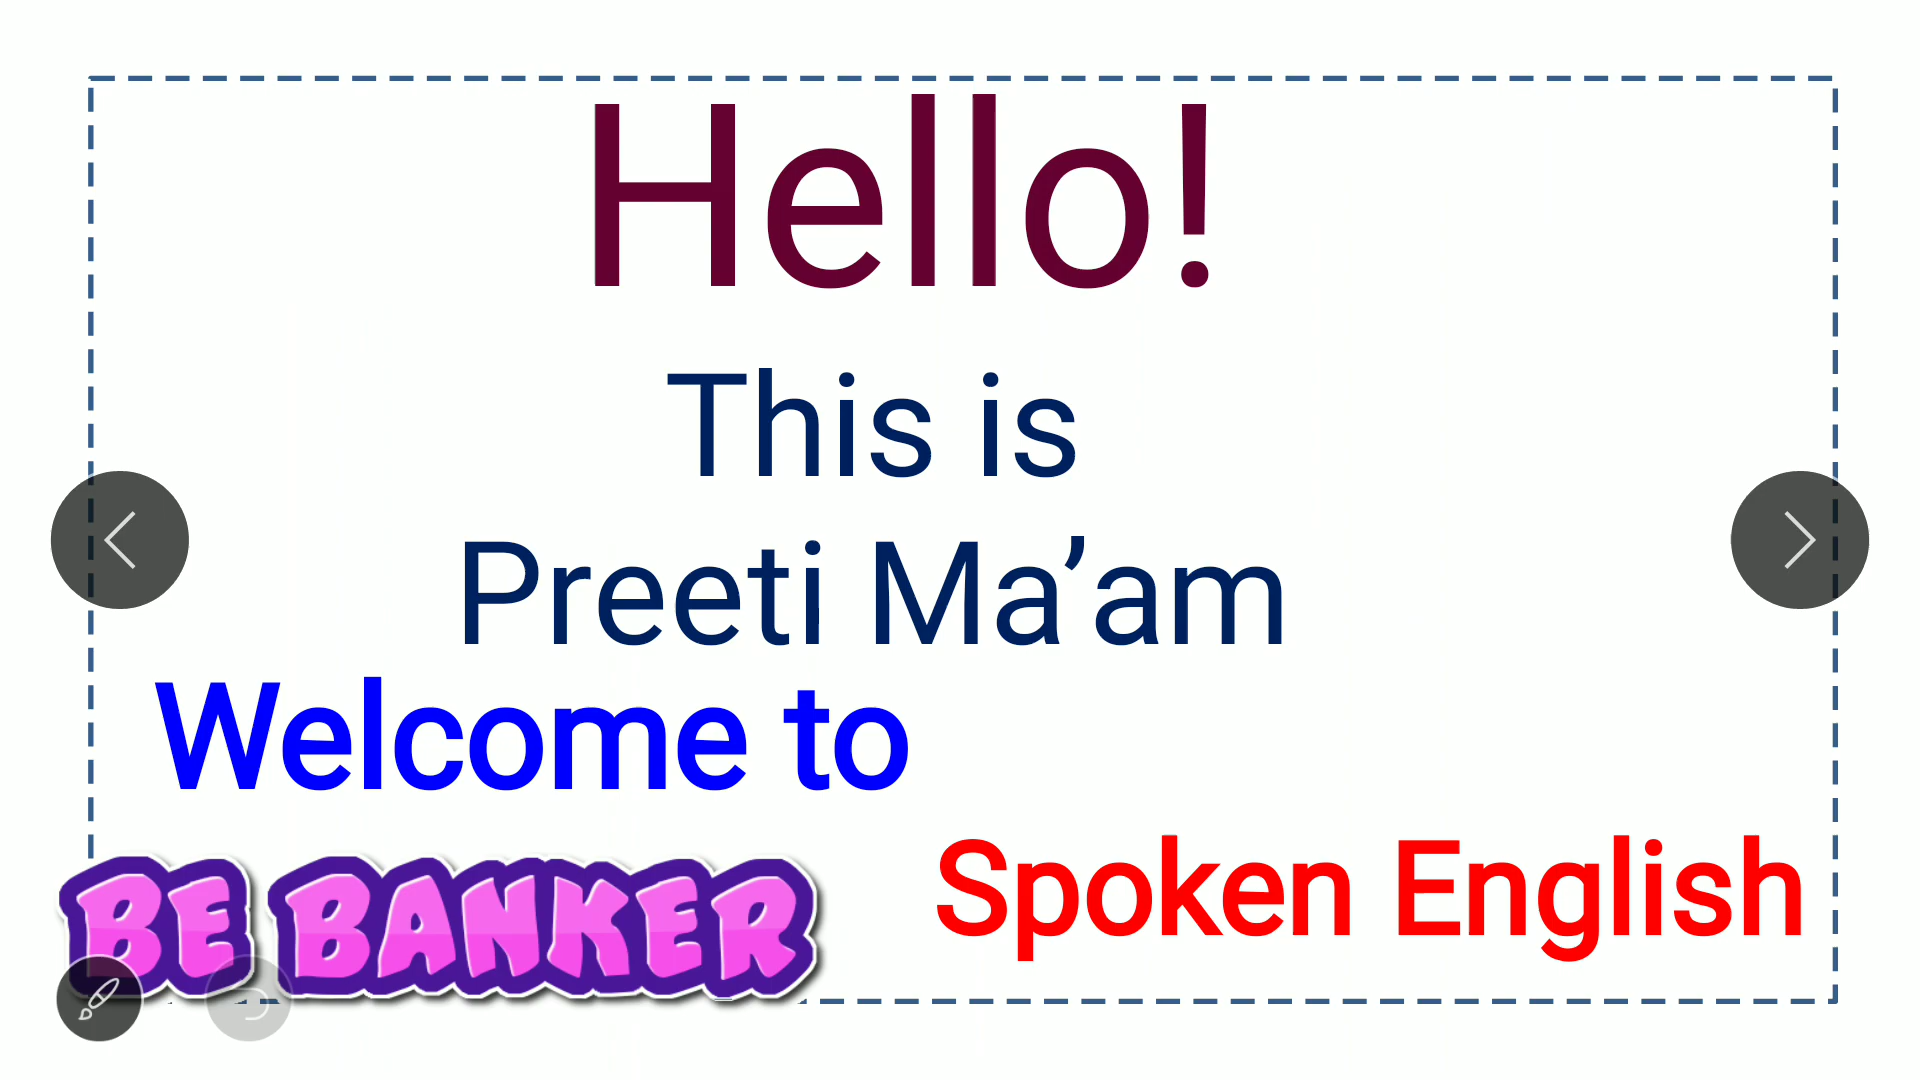 Hello!
This is
Preeti Ma’am
Welcome to
BE BANKER
Spoken English